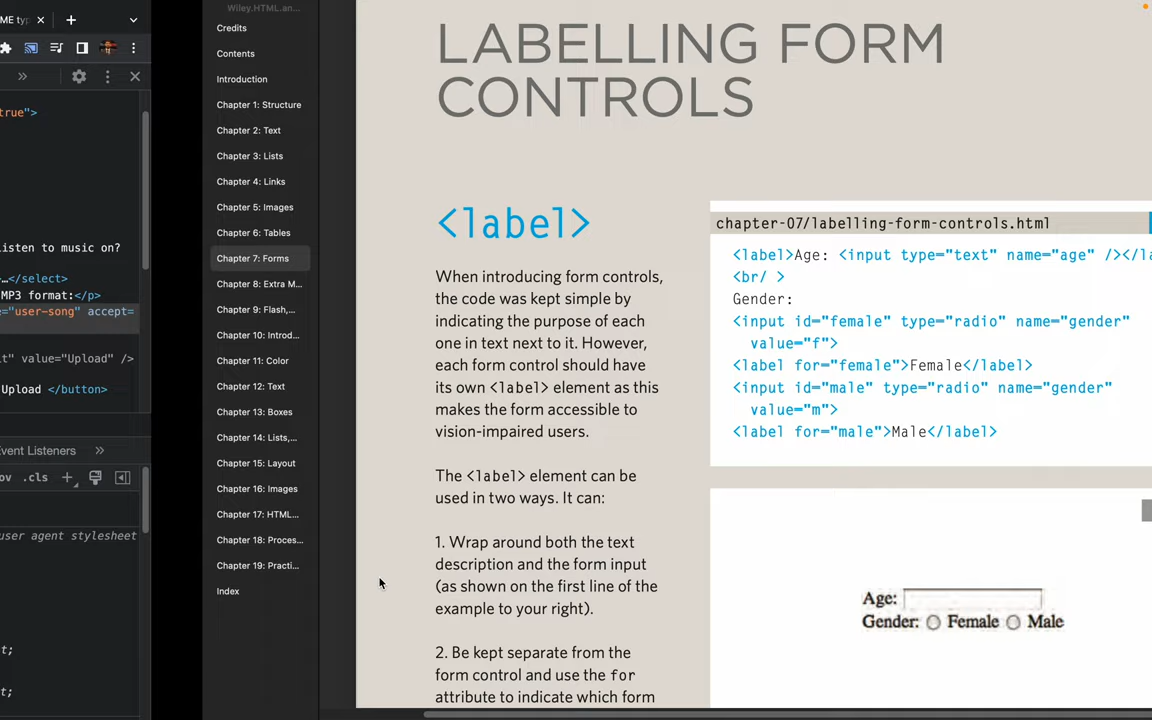 ME ty
true">
listen to music on?
…</select>
MP3 format:</p>
="user-song" accept=
it" value="Upload" />
Upload </button>
Event Listeners
ov .cls
user agent stylesheet
t;
t;
Wiley.HTML.an...
Credits
Contents
Introduction
Chapter 1: Structure
Chapter 2: Text
Chapter 3: Lists
Chapter 4: Links
Chapter 5: Images
Chapter 6: Tables
Chapter 7: Forms
Chapter 8: Extra M...
Chapter 9: Flash,...
Chapter 10: Introd...
Chapter 11: Color
Chapter 12: Text
Chapter 13: Boxes
Chapter 14: Lists,...
Chapter 15: Layout
Chapter 16: Images
Chapter 17: HTML...
Chapter 18: Proces...
Chapter 19: Practi...
Index
LABELLING FORM
CONTROLS
<label>
When introducing form controls,
the code was kept simple by
indicating the purpose of each
one in text next to it. However,
each form control should have
its own <label> element as this
makes the form accessible to
vision-impaired users.
The <label> element can be
used in two ways. It can:
1. Wrap around both the text
description and the form input
(as shown on the first line of the
example to your right).
2. Be kept separate from the
form control and use the for
attribute to indicate which form
chapter-07/labelling-form-controls.html
<label>Age: <input type="text" name="age" /></la
<br/ >
Gender:
<input id="female" type="radio" name="gender"
value="f">
<label for="female">Female</label>
<input id="male" type="radio" name="gender"
value="m">
<label for="male">Male</label>
Age:
Gender: Female Male